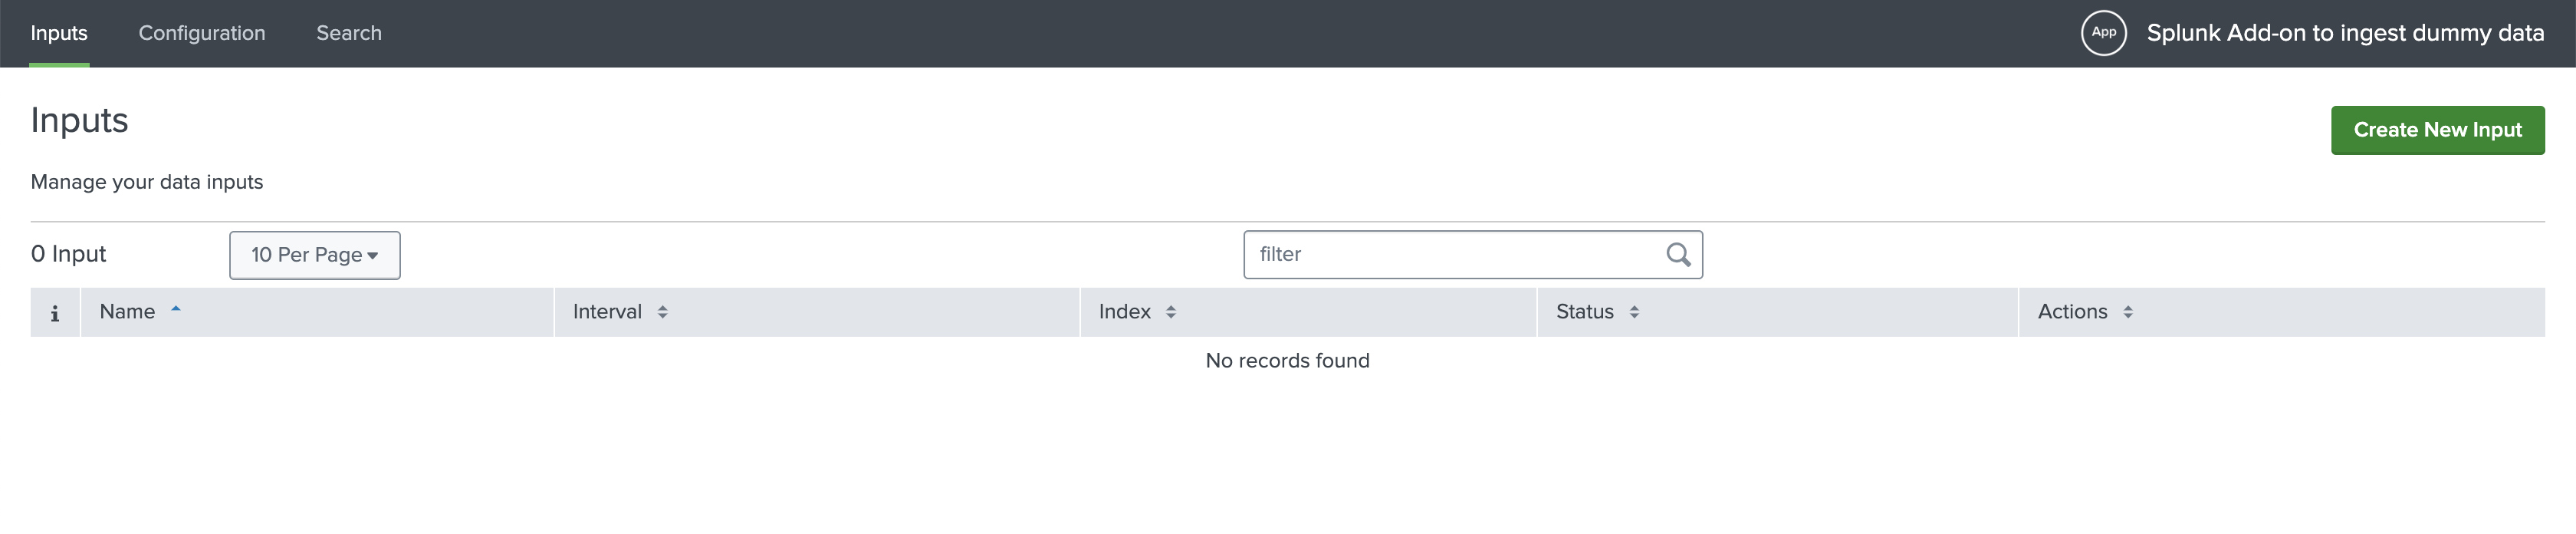 Inputs Configuration Search App Splunk Add-on to ingest dummy data
Inputs
Create New Input
Manage your data inputs
0 Input 10 Per Page filter
i Name Interval Index Status Actions
No records found